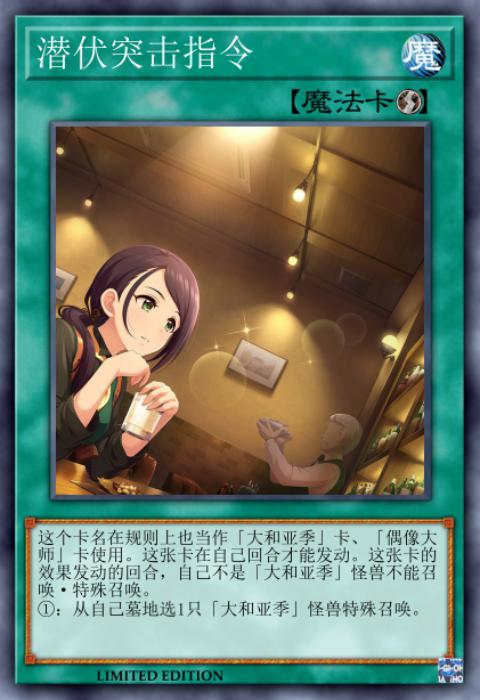 潜伏突击指令
魔
【魔法卡】
这个卡名在规则上也当作「大和亚季」卡、「偶像大
师」卡使用。这张卡在自己回合才能发动。这张卡的
效果发动的回合，自己不是「大和亚季」怪兽不能召
唤・特殊召唤。
①：从自己墓地选1只「大和亚季」怪兽特殊召唤。
LIMITED EDITION